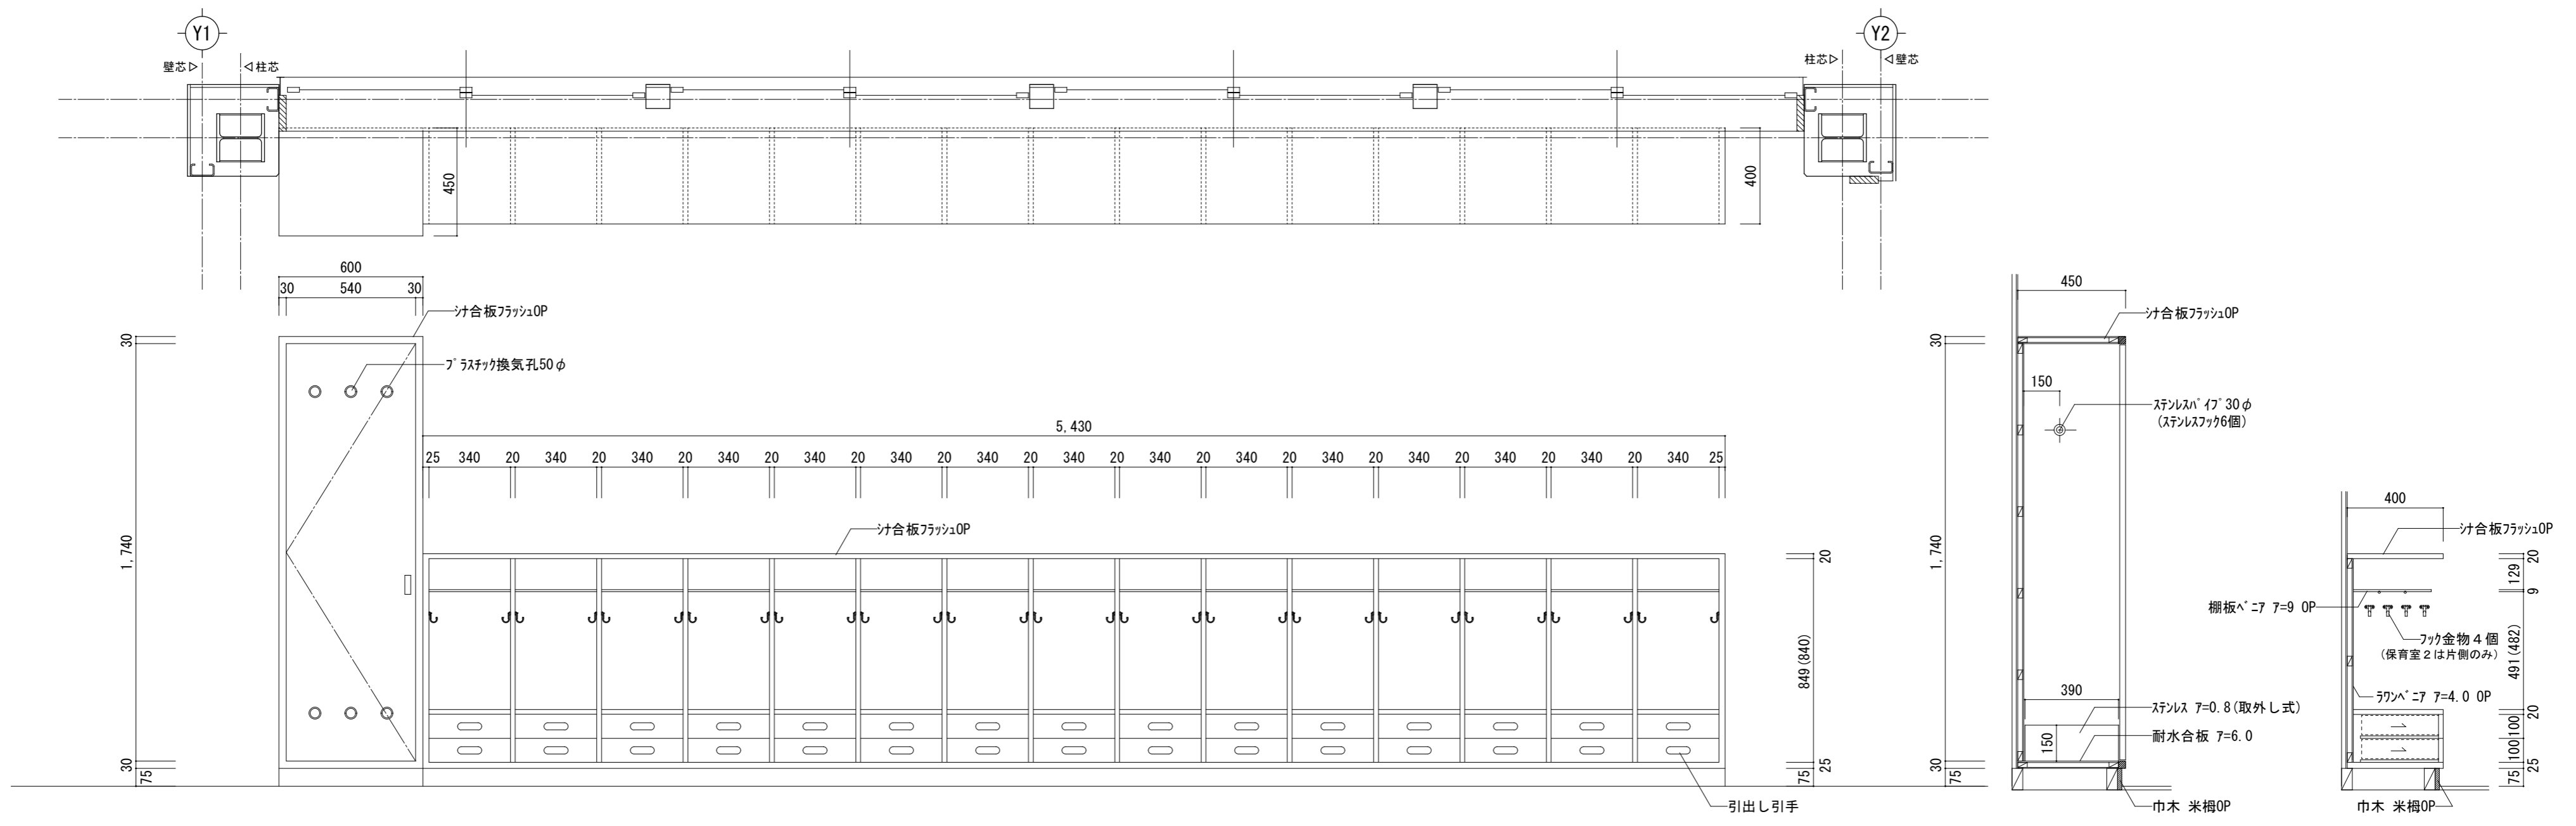 Y1
Y2
壁芯
柱芯
柱芯
壁芯
450
400
600
30
540
30
シナ合板フラッシュOP
プラスチック換気孔50φ
30
1,740
30
75
5,430
25 340 20 340 20 340 20 340 20 340 20 340 20 340 20 340 20 340 20 340 20 340 20 340 20 340 20 340 20 340 25
シナ合板フラッシュOP
20
849(840)
25
75
引出し引手
450
シナ合板フラッシュOP
30
150
ステンレスパイプ30φ
(ステンレスフック6個)
1,740
390
ステンレス ア=0.8(取外し式)
150
耐水合板 ア=6.0
30
75
巾木 米栂OP
400
シナ合板フラッシュOP
20
129
9
棚板ベニア ア=9 OP
フック金物4個
(保育室2は片側のみ)
491(482)
ラワンベニア ア=4.0 OP
20
100
100
25
75
巾木 米栂OP